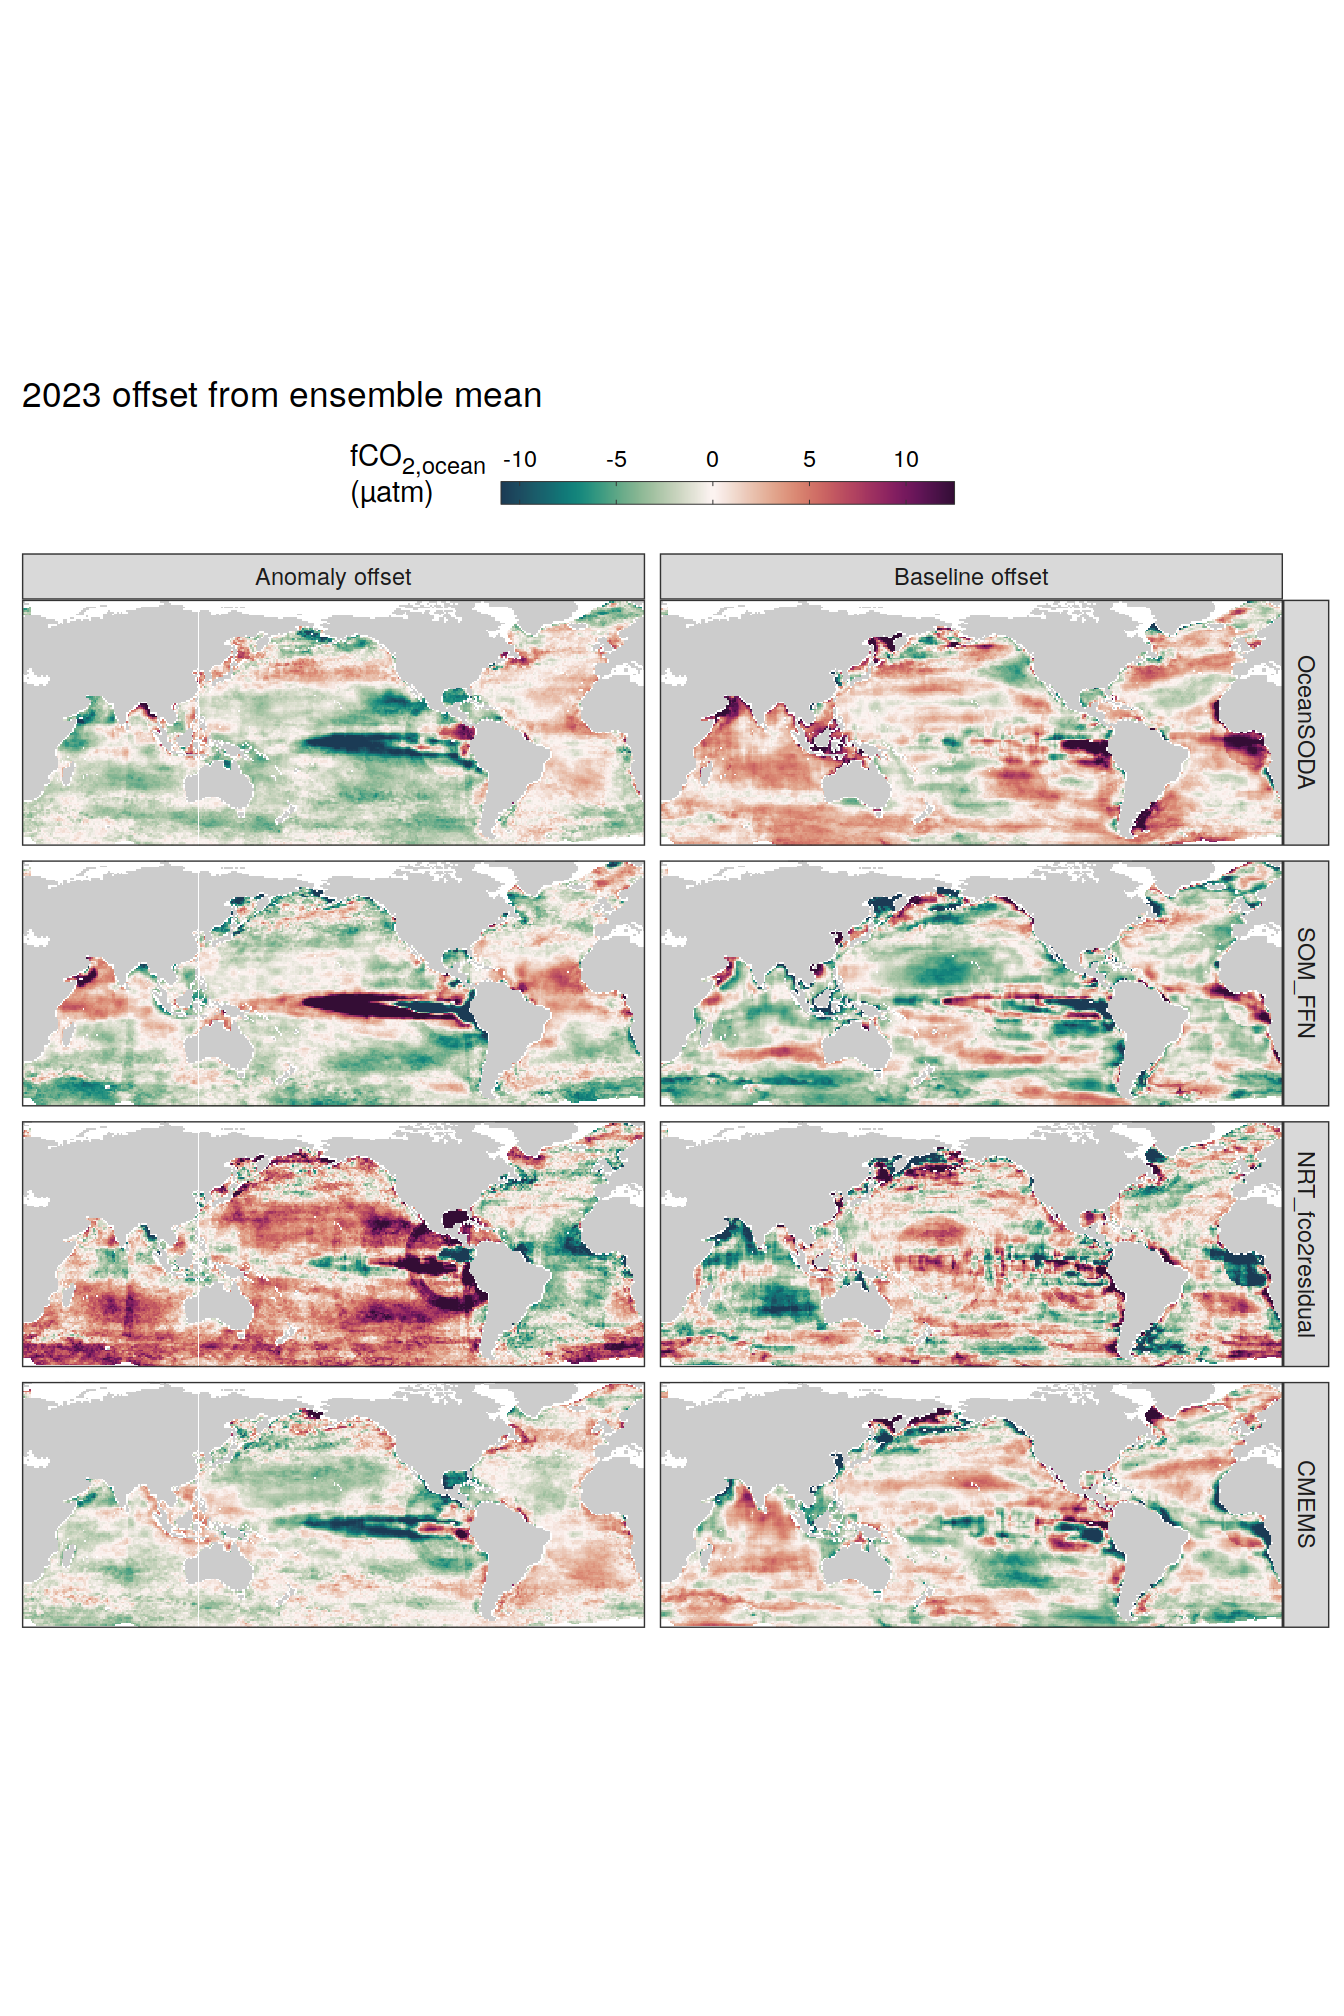 2023 offset from ensemble mean
fCO2,ocean
(µatm)
-10 -5 0 5 10
Anomaly offset
Baseline offset
OceanSODA
SOM_FFN
NRT_fco2residual
CMEMS